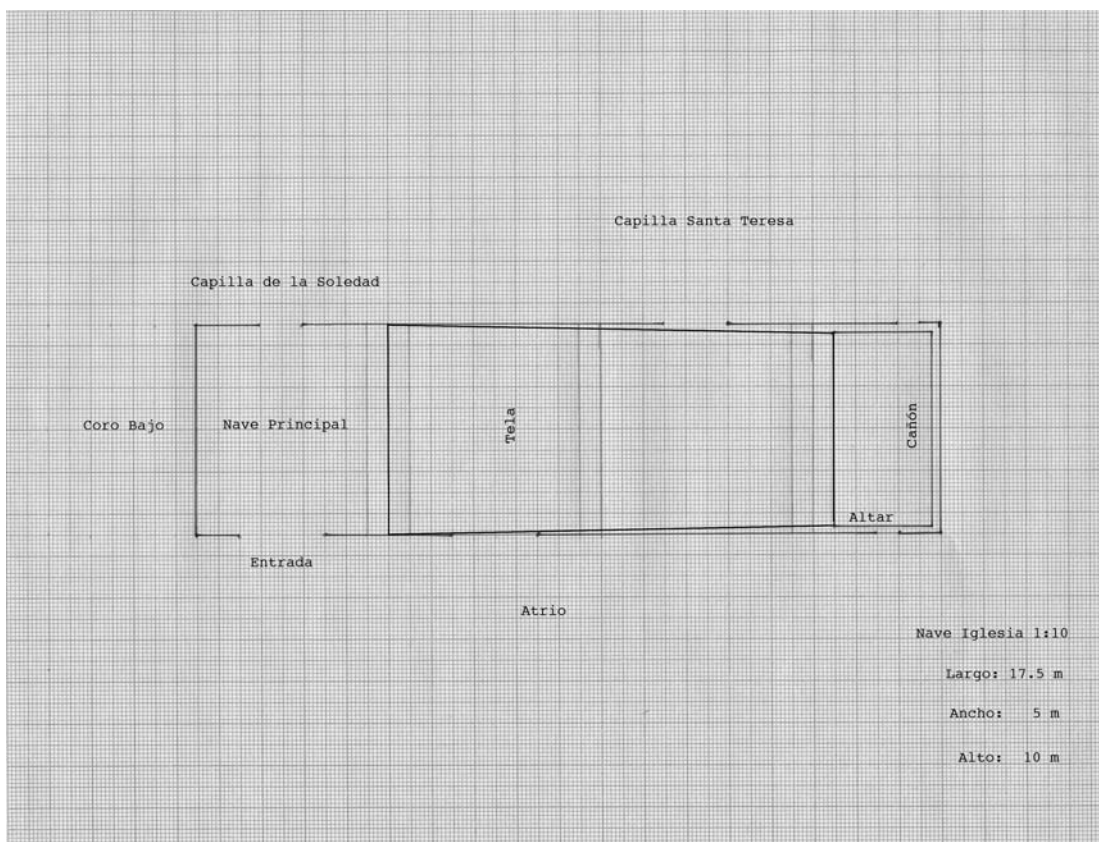 Capilla Santa Teresa
Capilla de la Soledad
Coro Bajo
Nave Principal
Tela
Cañón
Altar
Entrada
Atrio
Nave Iglesia 1:10
Largo: 17.5 m
Ancho: 5 m
Alto: 10 m